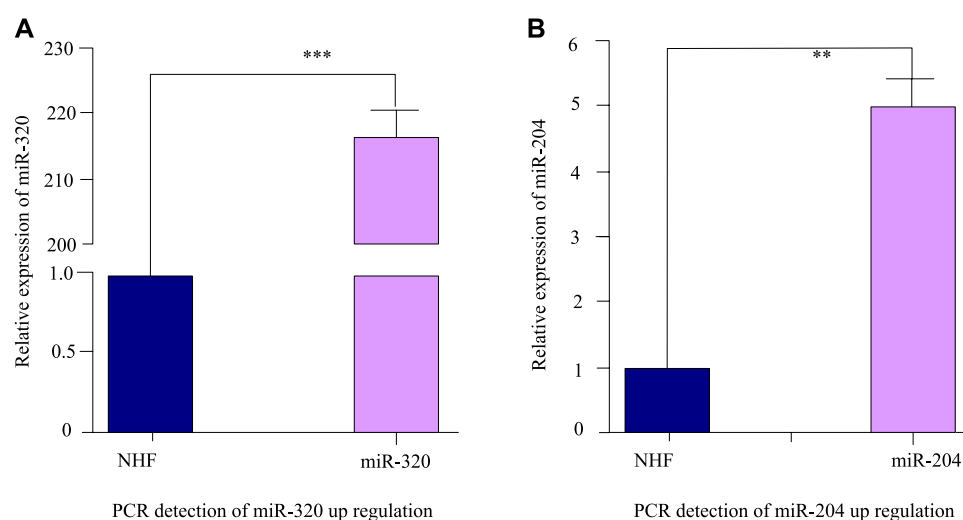 A
Relative expression of miR-320
230
220
210
200
1.0
0.5
0
***
NHF
miR-320
PCR detection of miR-320 up regulation
B
Relative expression of miR-204
6
5
4
3
2
1
0
**
NHF
miR-204
PCR detection of miR-204 up regulation